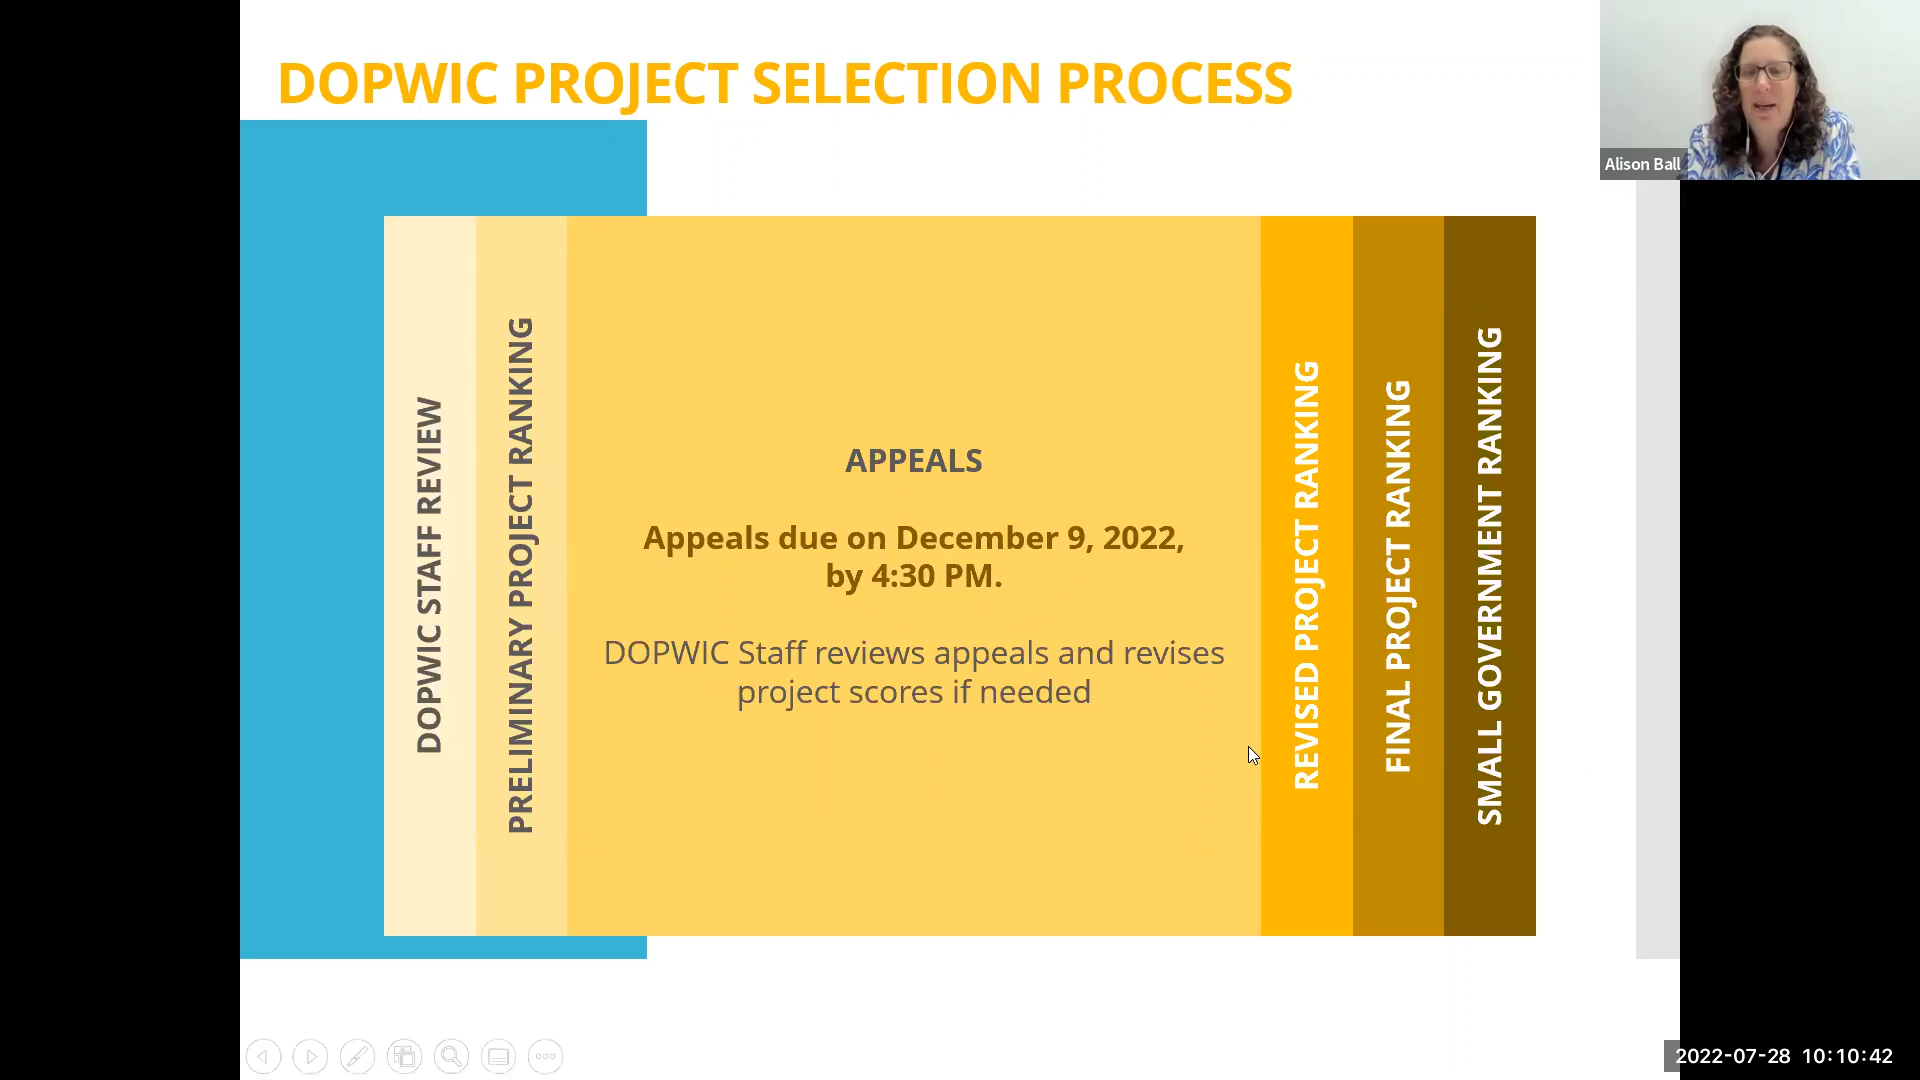 DOPWIC PROJECT SELECTION PROCESS
Alison Ball
DOPWIC STAFF REVIEW
PRELIMINARY PROJECT RANKING
APPEALS
Appeals due on December 9, 2022,
by 4:30 PM.
DOPWIC Staff reviews appeals and revises
project scores if needed
REVISED PROJECT RANKING
FINAL PROJECT RANKING
SMALL GOVERNMENT RANKING
2022-07-28 10:10:42